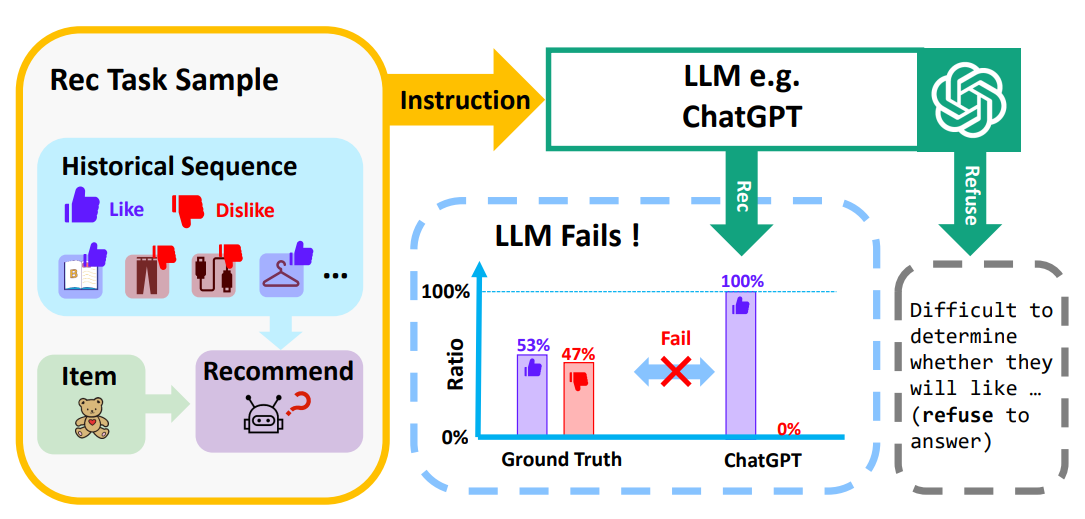 Rec Task Sample
Historical Sequence
Like
Dislike
B
...
Item
Recommend
Instruction
LLM e.g.
ChatGPT
Rec
Refuse
LLM Fails !
100%
Ratio
0%
53%
47%
Fail
100%
0%
Ground Truth
ChatGPT
Difficult to
determine
whether they
will like …
(refuse to
answer)